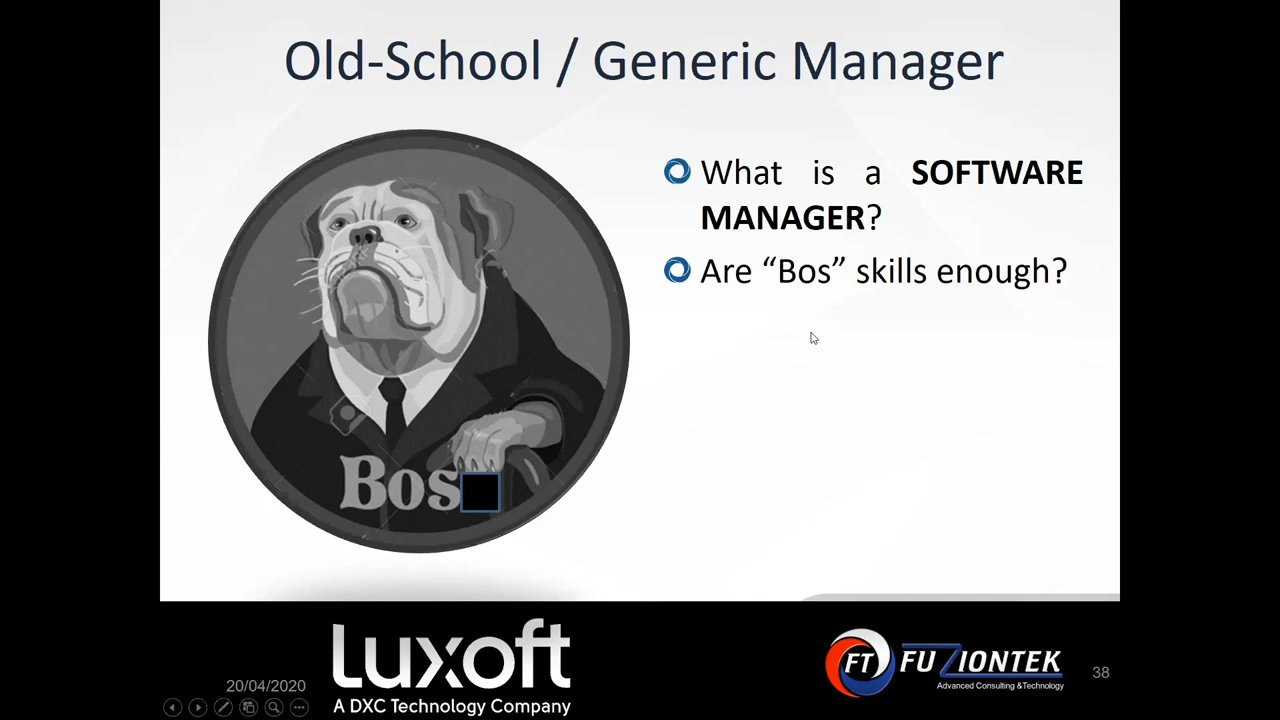 Old-School / Generic Manager
What is a SOFTWARE
MANAGER?
Are “Bos” skills enough?
Bos
20/04/2020
Luxoft
A DXC Technology Company
FT FUZIONTEK
Advanced Consulting &Technology
38